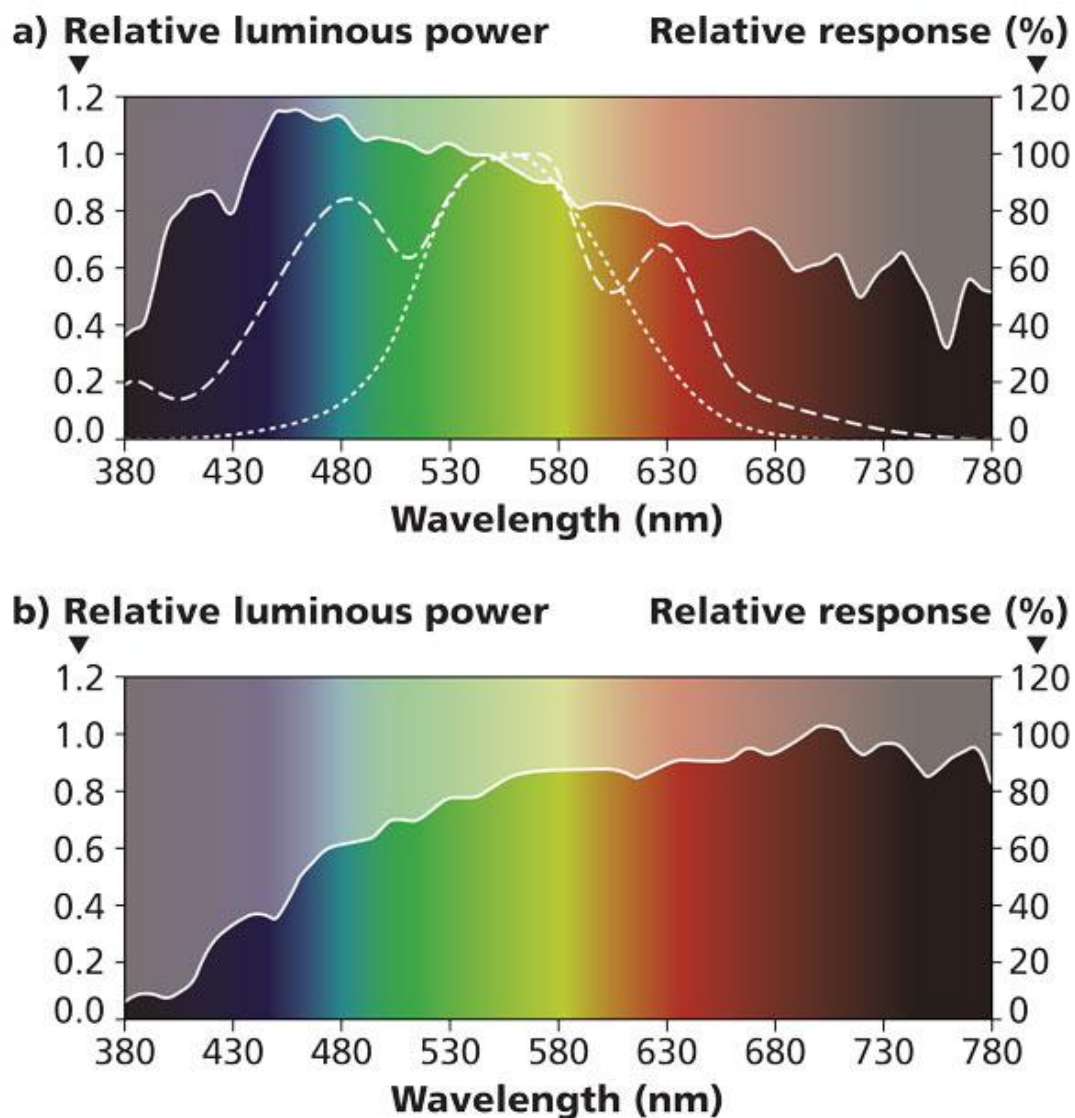 a) Relative luminous power Relative response (%)
1.2 120
1.0 100
0.8 80
0.6 60
0.4 40
0.2 20
0.0 0
380 430 480 530 580 630 680 730 780
Wavelength (nm)
b) Relative luminous power Relative response (%)
1.2 120
1.0 100
0.8 80
0.6 60
0.4 40
0.2 20
0.0 0
380 430 480 530 580 630 680 730 780
Wavelength (nm)